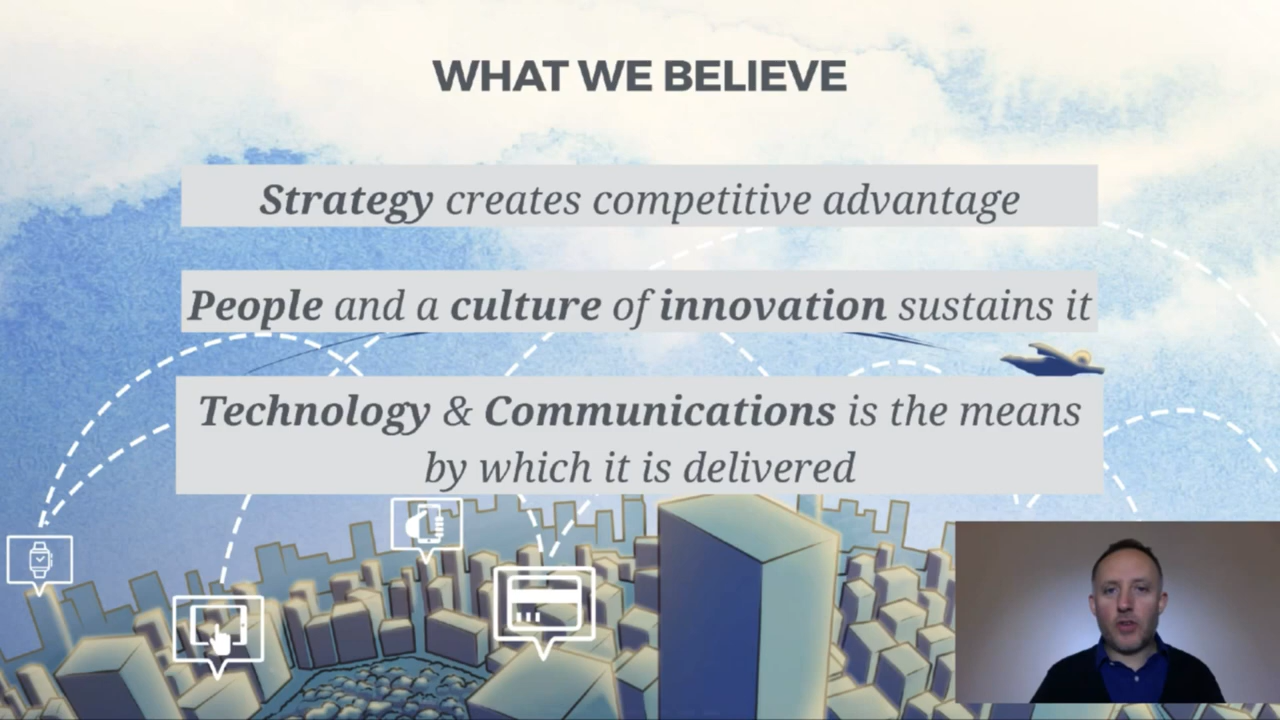 WHAT WE BELIEVE
Strategy creates competitive advantage
People and a culture of innovation sustains it
Technology & Communications is the means
by which it is delivered